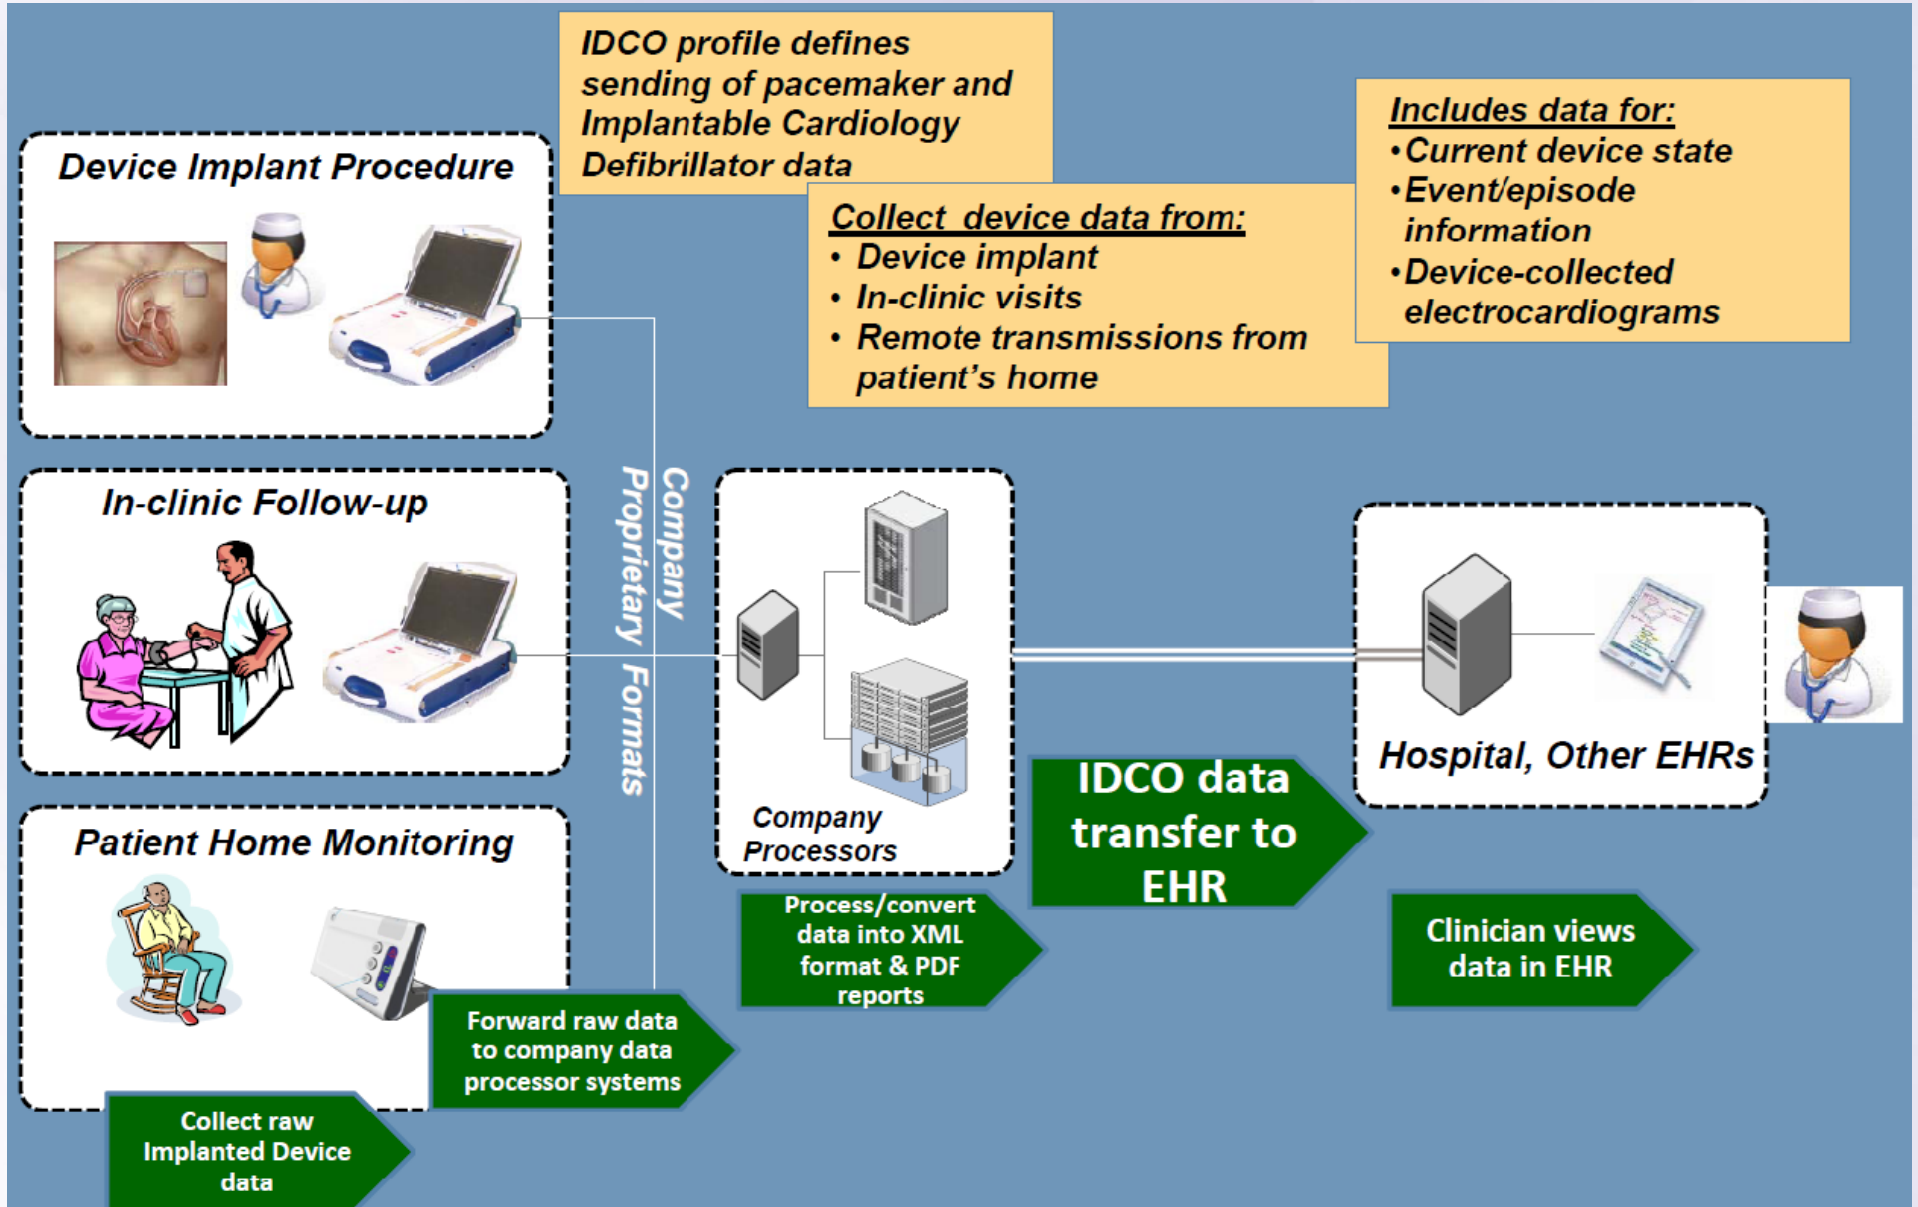 IDCO profile defines
sending of pacemaker and
Implantable Cardiology
Defibrillator data
Includes data for:
•Current device state
•Event/episode
information
•Device-collected
electrocardiograms
Collect device data from:
• Device implant
• In-clinic visits
• Remote transmissions from
patient's home
Device Implant Procedure
In-clinic Follow-up
Patient Home Monitoring
Company
Proprietary Formats
Company
Processors
Hospital, Other EHRs
IDCO data
transfer to
EHR
Process/convert
data into XML
format & PDF
reports
Clinician views
data in EHR
Forward raw data
to company data
processor systems
Collect raw
Implanted Device
data